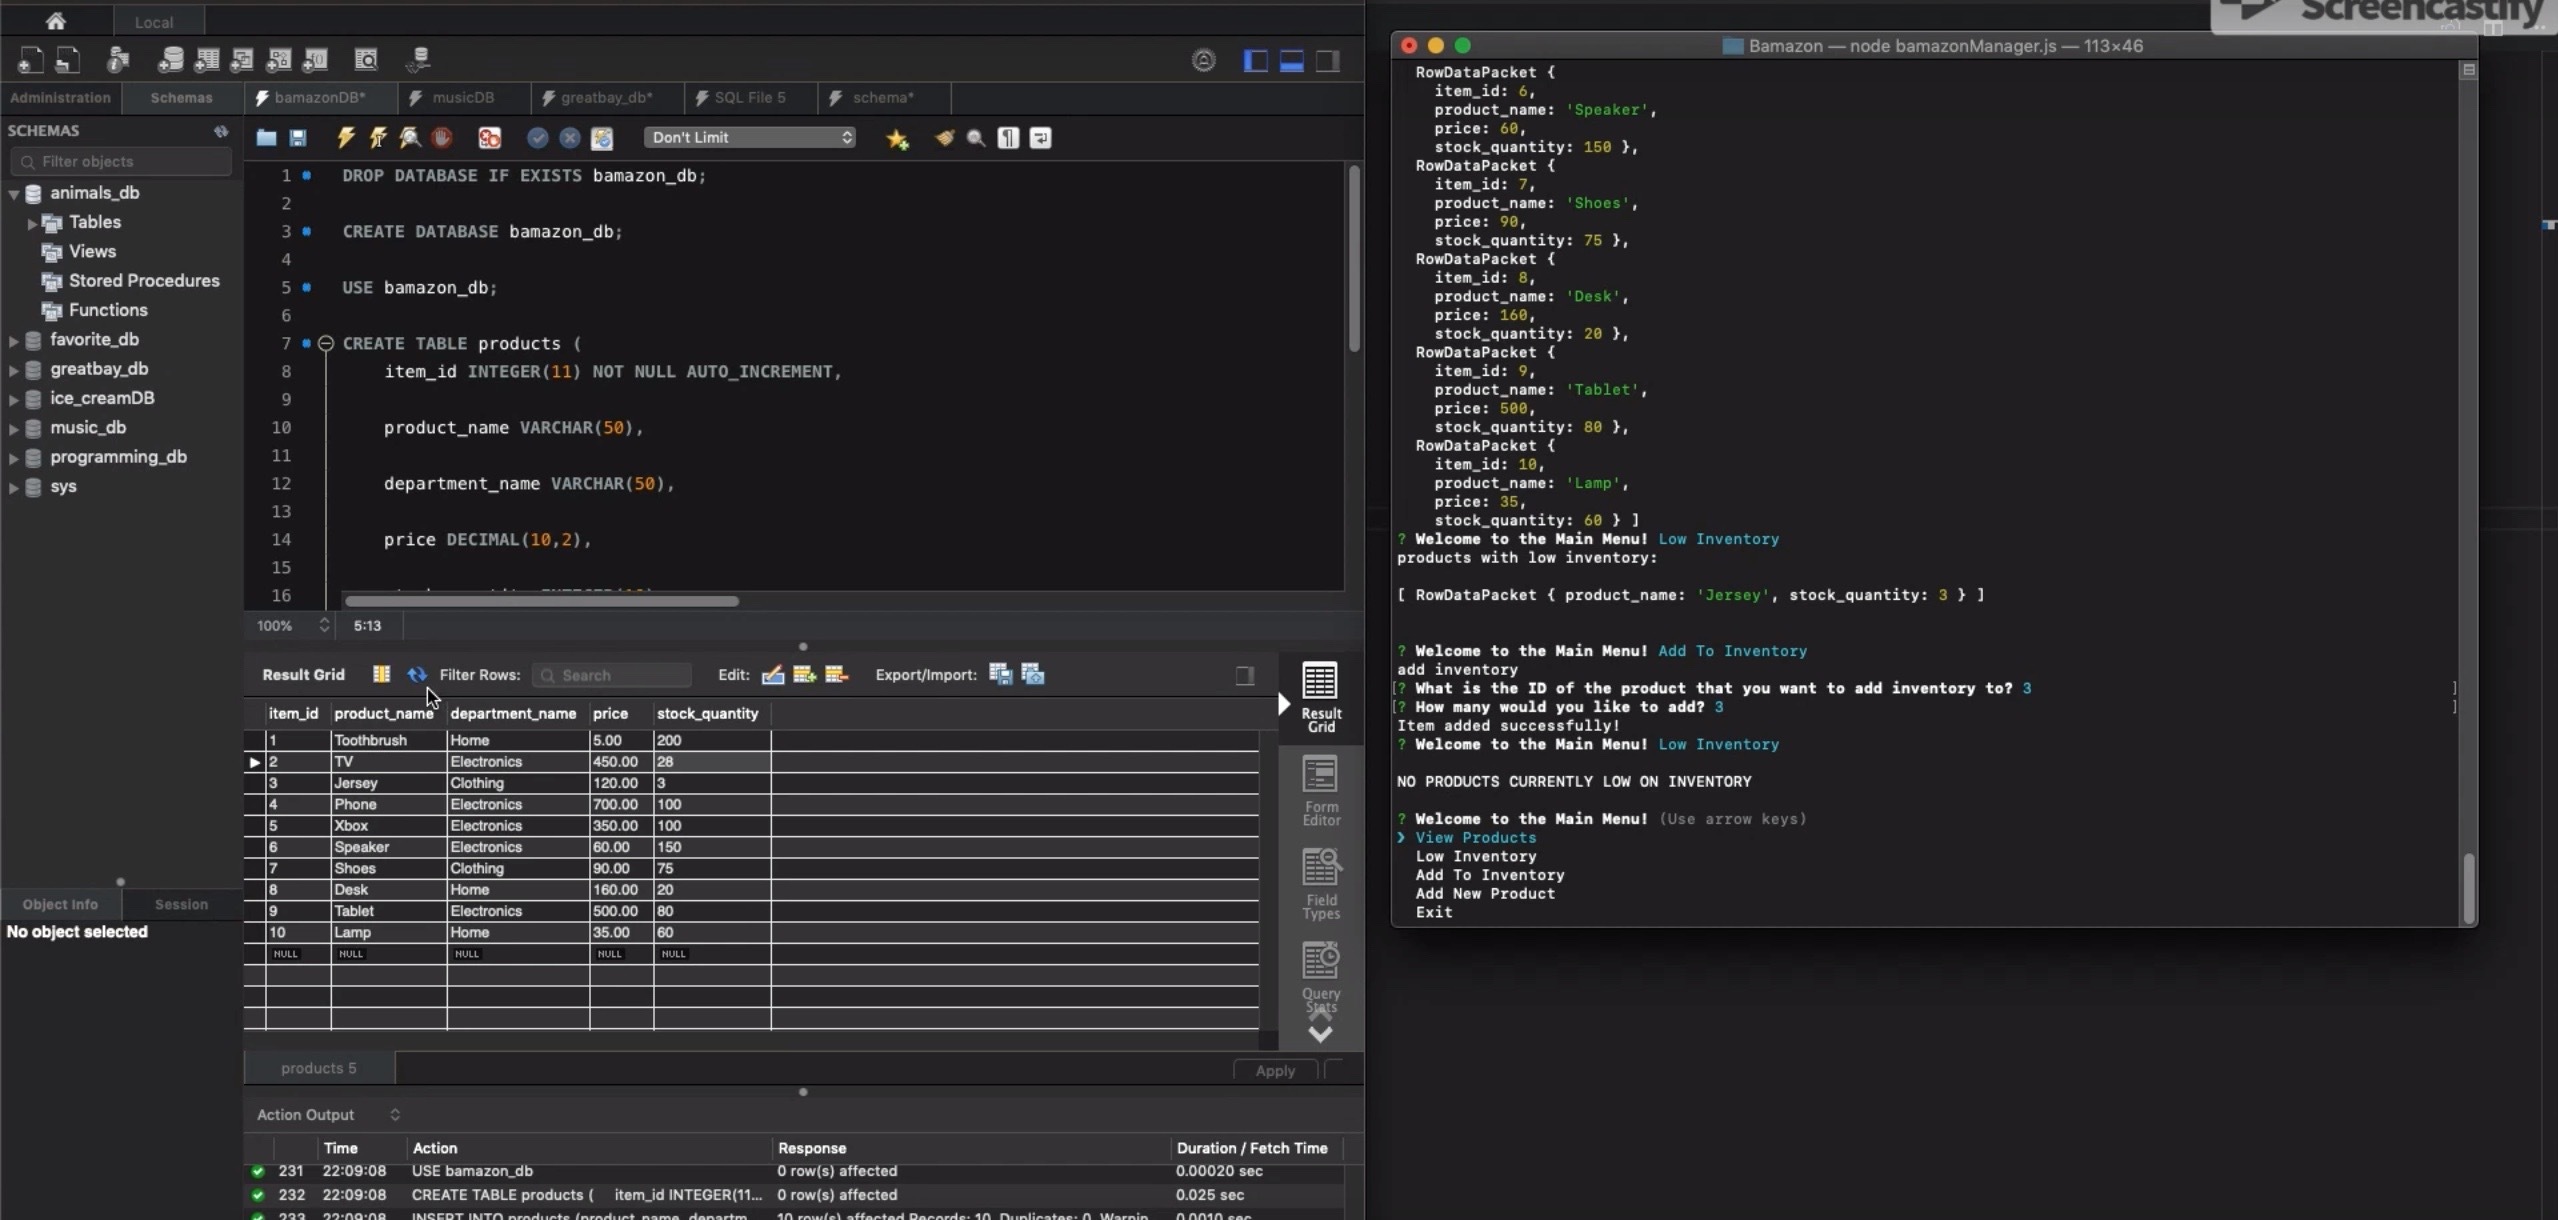 Local
Administration
Schemas
bamazonDB*
musicDB
greatbay_db*
SQL File 5
schema*
SCHEMAS
Filter objects
animals_db
Tables
Views
Stored Procedures
Functions
favorite_db
greatbay_db
ice_creamDB
music_db
programming_db
sys
Object Info
Session
No object selected
Don't Limit
1 DROP DATABASE IF EXISTS bamazon_db;
2
3 CREATE DATABASE bamazon_db;
4
5 USE bamazon_db;
6
7 CREATE TABLE products (
8 item_id INTEGER(11) NOT NULL AUTO_INCREMENT,
9
10 product_name VARCHAR(50),
11
12 department_name VARCHAR(50),
13
14 price DECIMAL(10,2),
15
16
100% 5:13
Result Grid Filter Rows: Search Edit: Export/Import:
item_id product_name department_name price stock_quantity
1 Toothbrush Home 5.00 200
2 TV Electronics 450.00 28
3 Jersey Clothing 120.00 3
4 Phone Electronics 700.00 100
5 Xbox Electronics 350.00 100
6 Speaker Electronics 60.00 150
7 Shoes Clothing 90.00 75
8 Desk Home 160.00 20
9 Tablet Electronics 500.00 80
10 Lamp Home 35.00 60
NULL NULL NULL NULL NULL
Result
Grid
Form
Editor
Field
Types
Query
Stats
products 5
Apply
Action Output
Time Action Response Duration / Fetch Time
231 22:09:08 USE bamazon_db 0 row(s) affected 0.00020 sec
232 22:09:08 CREATE TABLE products ( item_id INTEGER(11... 0 row(s) affected 0.025 sec
233 22:09:08 INSERT INTO products (product_name, departm... 10 row(s) affected Records: 10 Duplicates: 0 0.0010 sec
Screencastify
Bamazon — node bamazonManager.js — 113×46
RowDataPacket {
item_id: 6,
product_name: 'Speaker',
price: 60,
stock_quantity: 150 },
RowDataPacket {
item_id: 7,
product_name: 'Shoes',
price: 90,
stock_quantity: 75 },
RowDataPacket {
item_id: 8,
product_name: 'Desk',
price: 160,
stock_quantity: 20 },
RowDataPacket {
item_id: 9,
product_name: 'Tablet',
price: 500,
stock_quantity: 80 },
RowDataPacket {
item_id: 10,
product_name: 'Lamp',
price: 35,
stock_quantity: 60 } ]
? Welcome to the Main Menu! Low Inventory
products with low inventory:
[ RowDataPacket { product_name: 'Jersey', stock_quantity: 3 } ]
? Welcome to the Main Menu! Add To Inventory
add inventory
[? What is the ID of the product that you want to add inventory to? 3 ]
[? How many would you like to add? 3 ]
Item added successfully!
? Welcome to the Main Menu! Low Inventory
NO PRODUCTS CURRENTLY LOW ON INVENTORY
? Welcome to the Main Menu! (Use arrow keys)
❯ View Products
Low Inventory
Add To Inventory
Add New Product
Exit